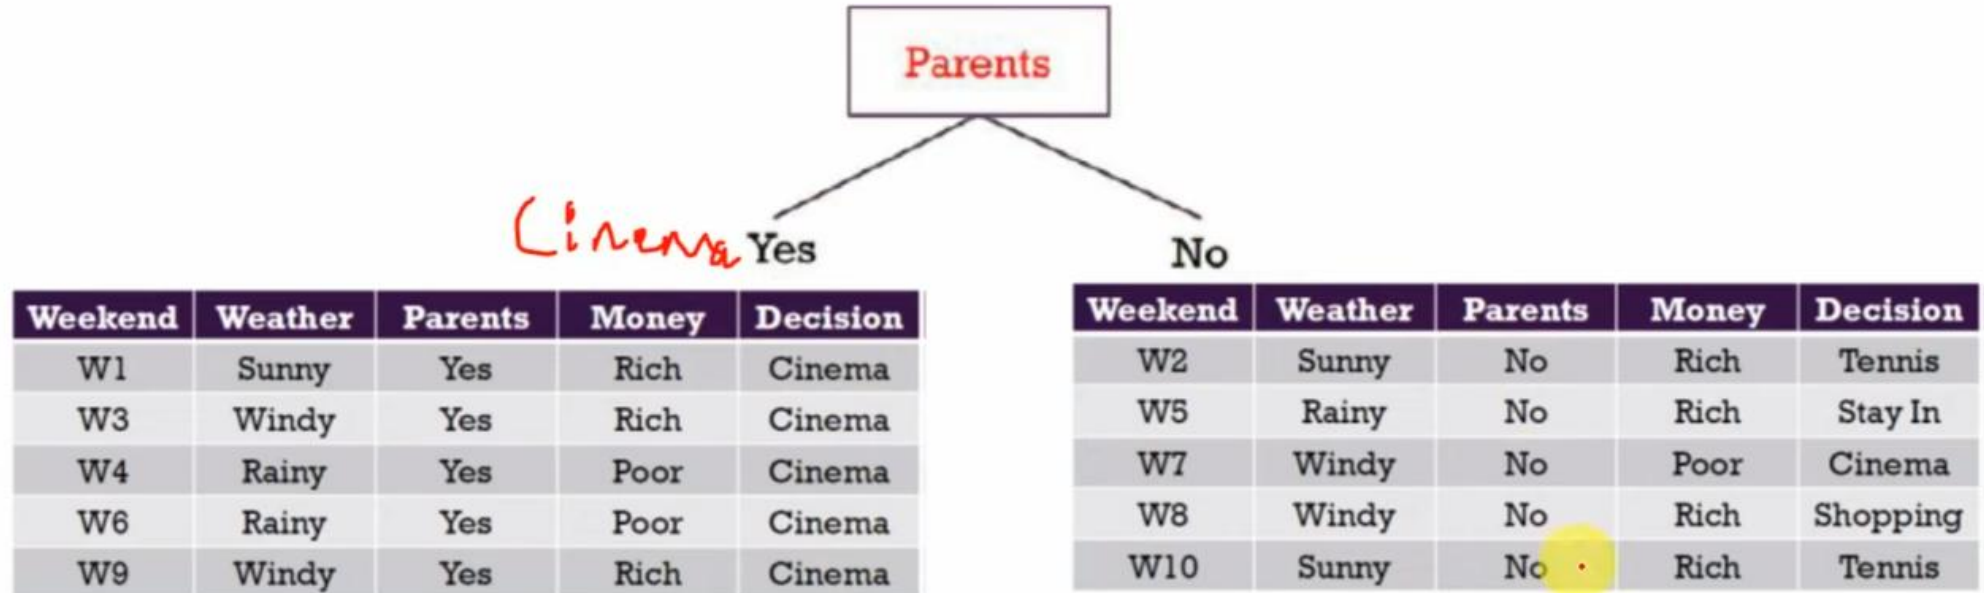 Parents
Cinema Yes
No
Weekend Weather Parents Money Decision
W1 Sunny Yes Rich Cinema
W3 Windy Yes Rich Cinema
W4 Rainy Yes Poor Cinema
W6 Rainy Yes Poor Cinema
W9 Windy Yes Rich Cinema
Weekend Weather Parents Money Decision
W2 Sunny No Rich Tennis
W5 Rainy No Rich Stay In
W7 Windy No Poor Cinema
W8 Windy No Rich Shopping
W10 Sunny No Rich Tennis